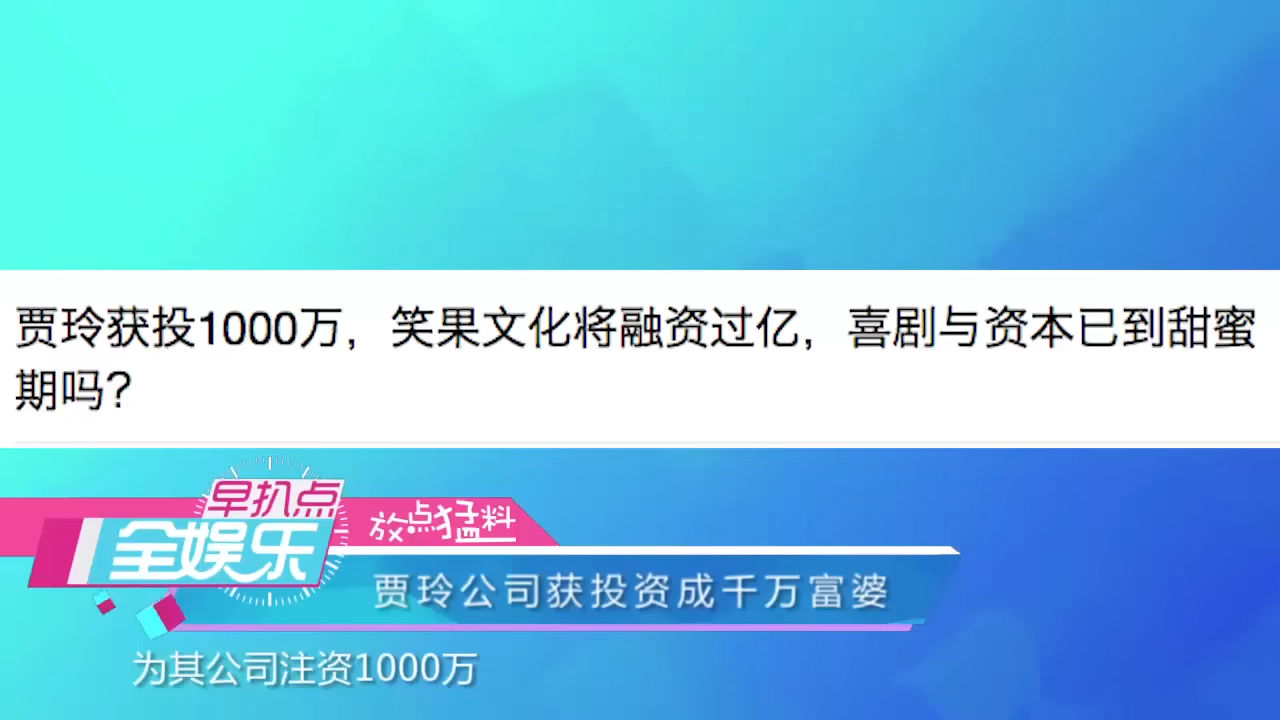 贾玲获投1000万，笑果文化将融资过亿，喜剧与资本已到甜蜜
期吗？
早扒点
全娱乐
放点猛料
贾玲公司获投资成千万富婆
为其公司注资1000万